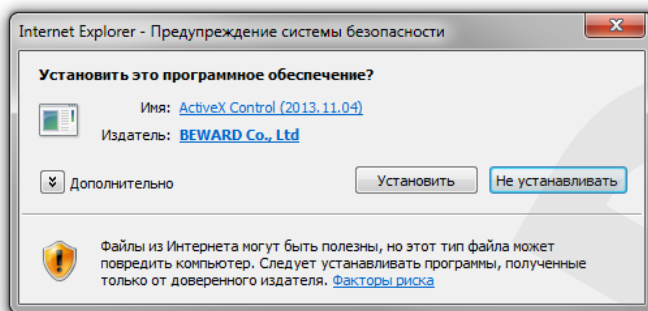 Internet Explorer - Предупреждение системы безопасности
Установить это программное обеспечение?
Имя: ActiveX Control (2013.11.04)
Издатель: BEWARD Co., Ltd
Дополнительно
Установить
Не устанавливать
Файлы из Интернета могут быть полезны, но этот тип файла может
повредить компьютер. Следует устанавливать программы, полученные
только от доверенного издателя. Факторы риска